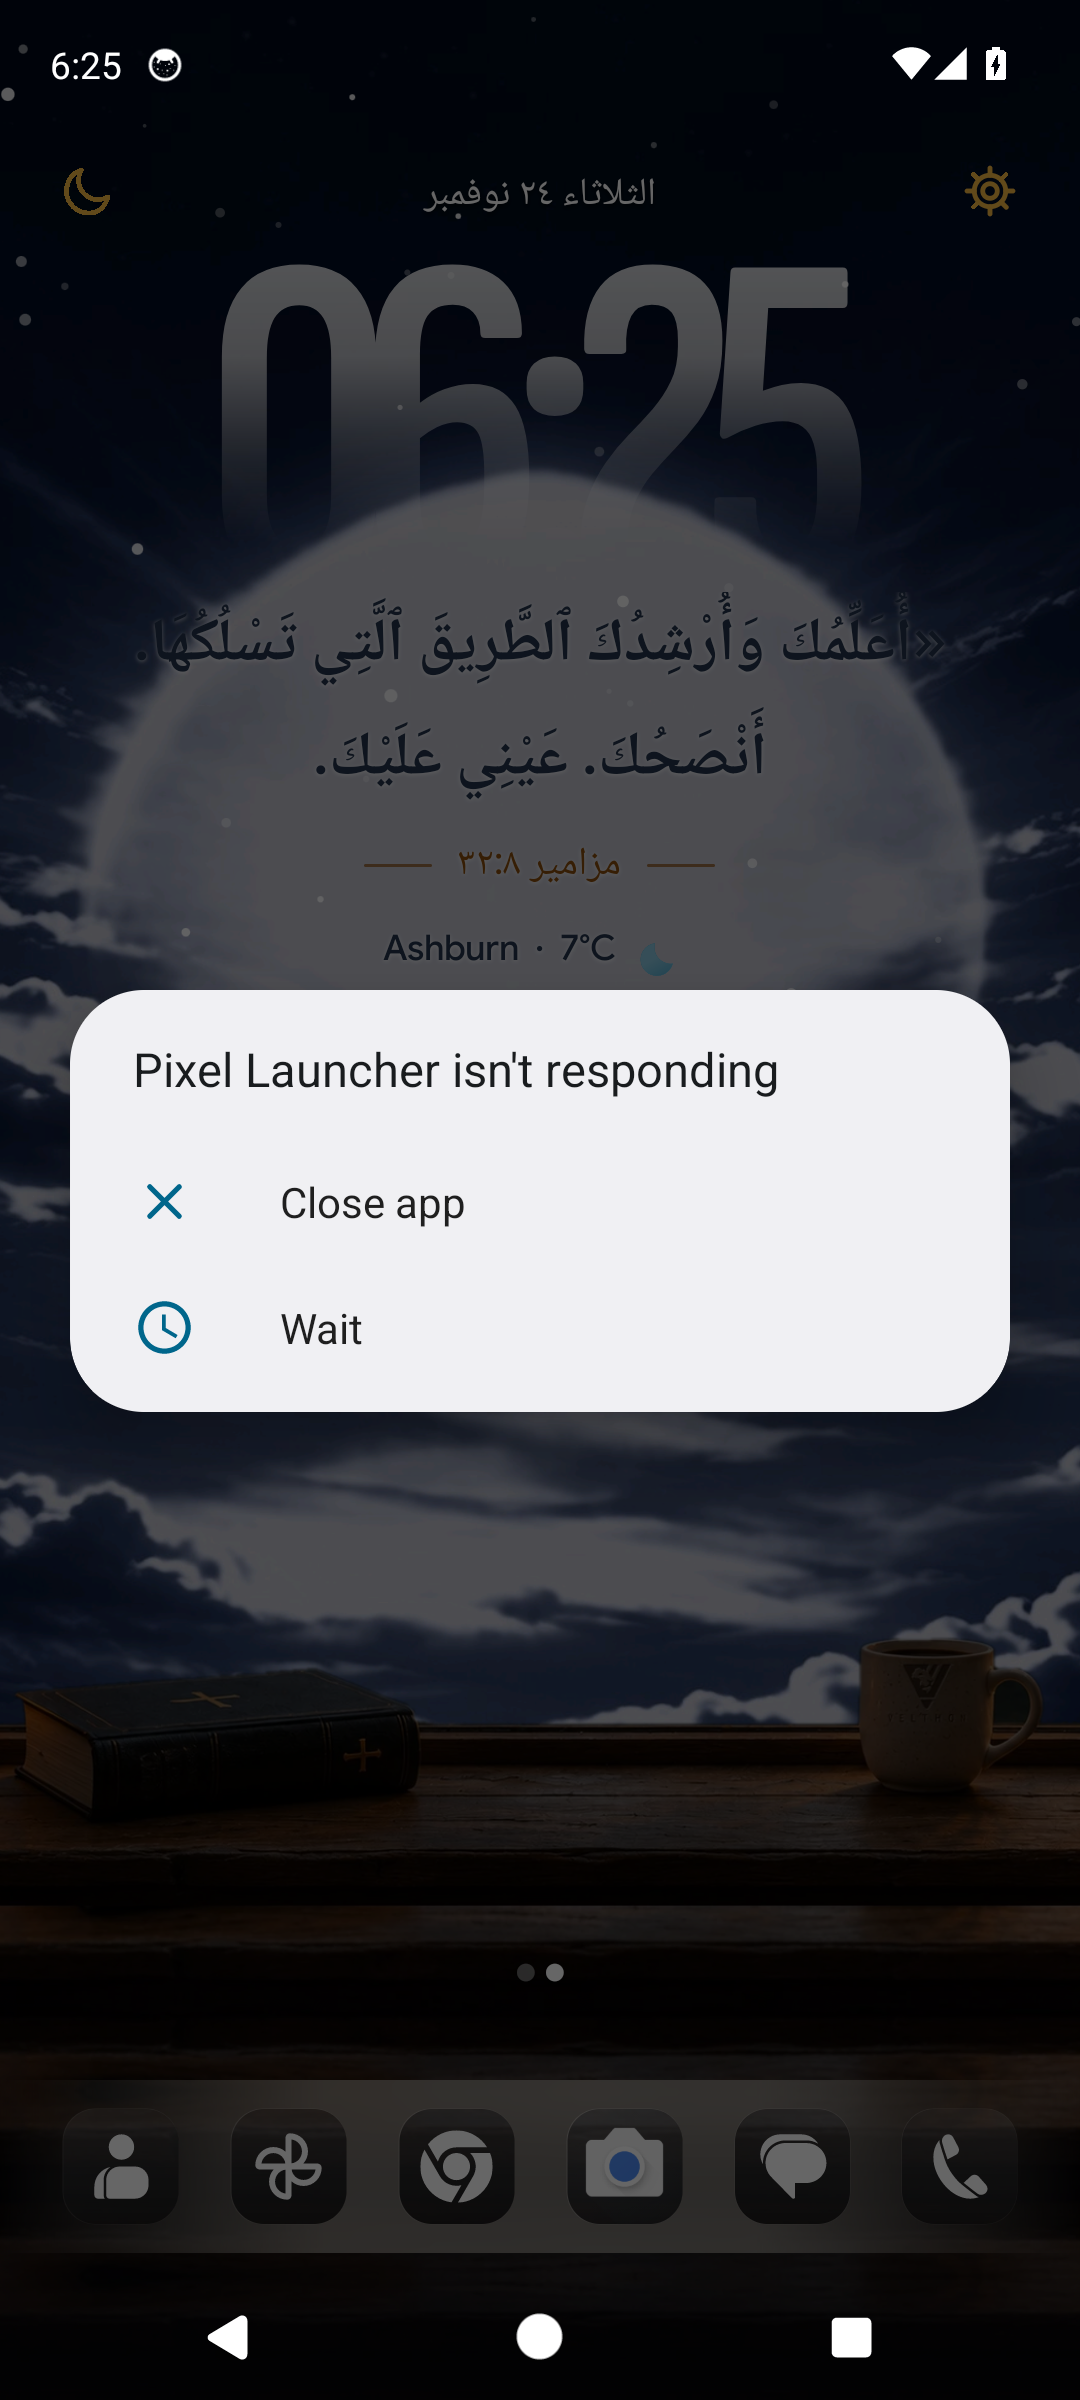 6:25
الثلاثاء ٢٤ نوفمبر
06:25
«أُعَلِّمُكَ وَأُرْشِدُكَ ٱلطَّرِيقَ ٱلَّتِي تَسْلُكُهَا.
أَنْصَحُكَ. عَيْنِي عَلَيْكَ.
مزامير ٣٢:٨
Ashburn · 7°C
Pixel Launcher isn't responding
Close app
Wait